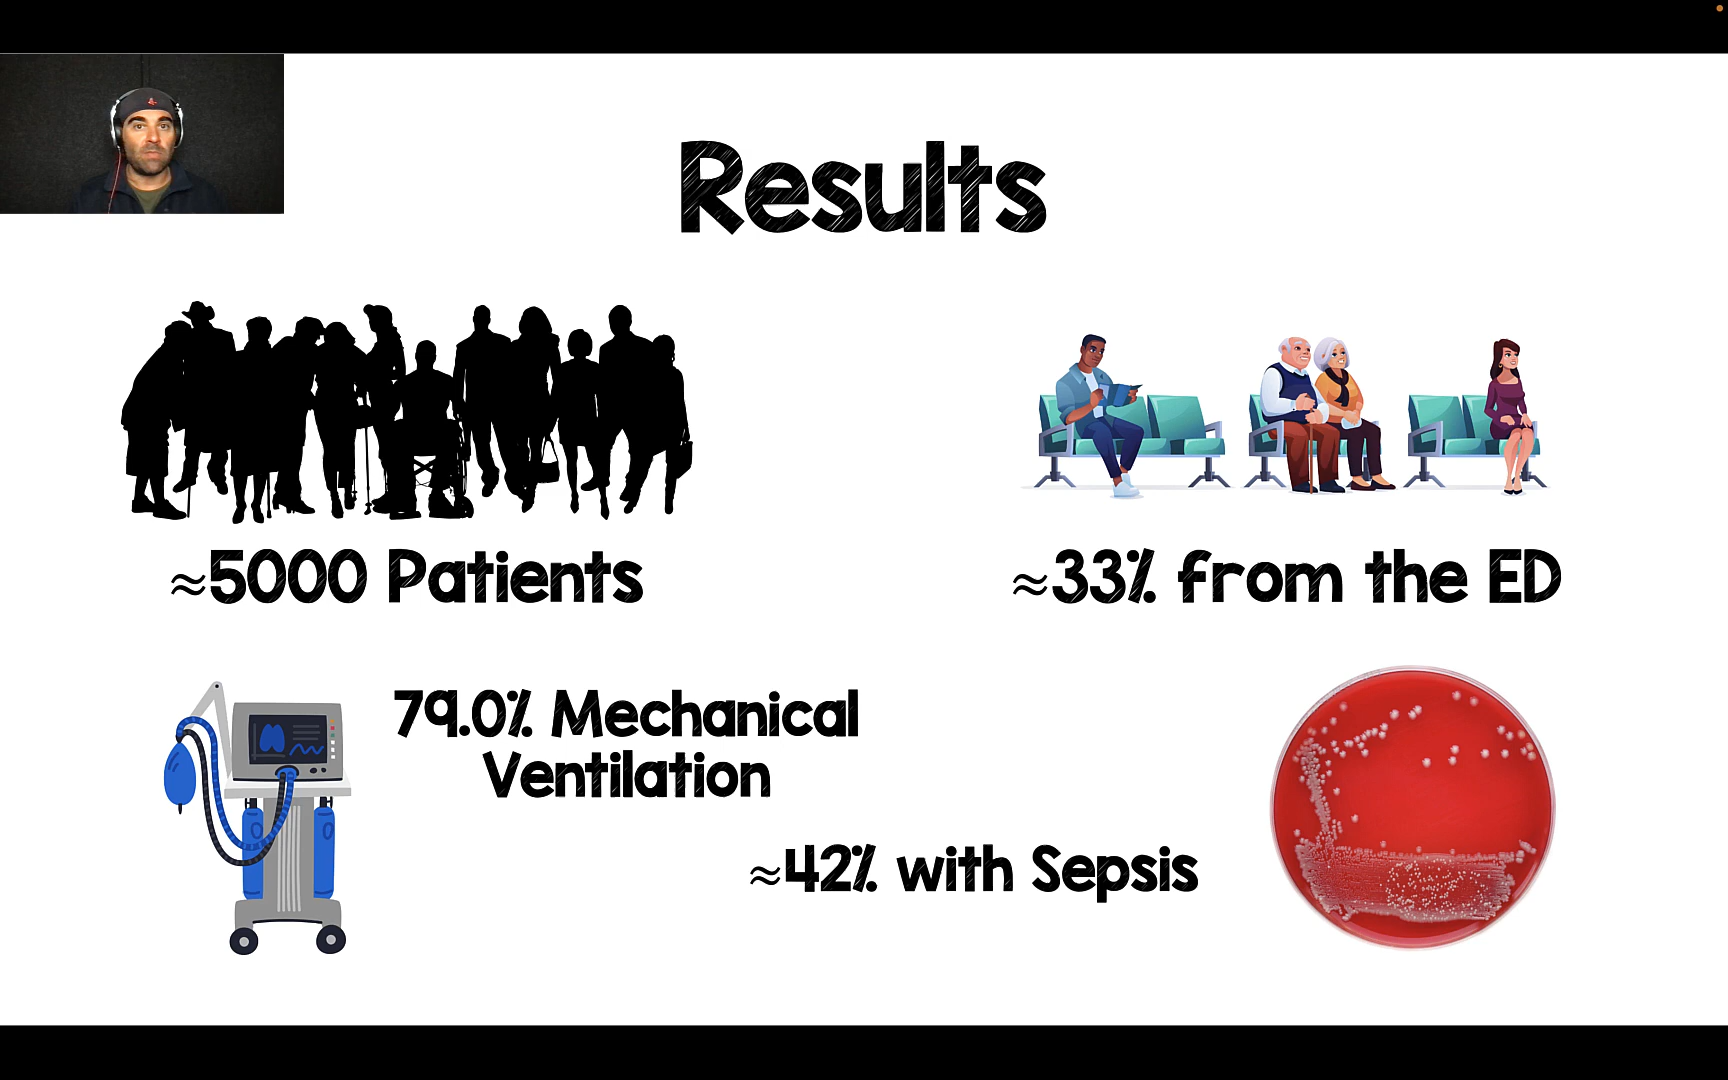 Results
≈5000 Patients
≈33% from the ED
79.0% Mechanical
Ventilation
≈42% with Sepsis